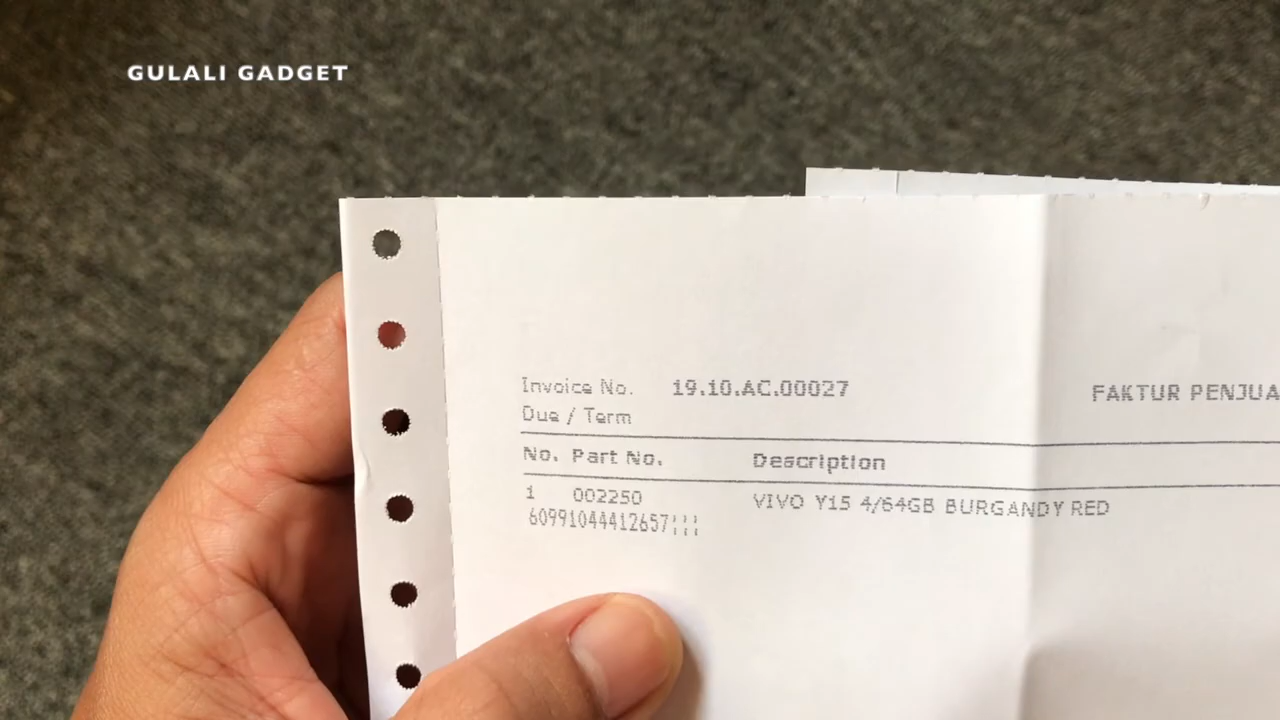 GULALI GADGET
Invoice No. 19.10.AC.00027 FAKTUR PENJUA
Due / Term
No. Part No. Description
1 002250 VIVO Y15 4/64GB BURGANDY RED
60991044412657¦¦¦